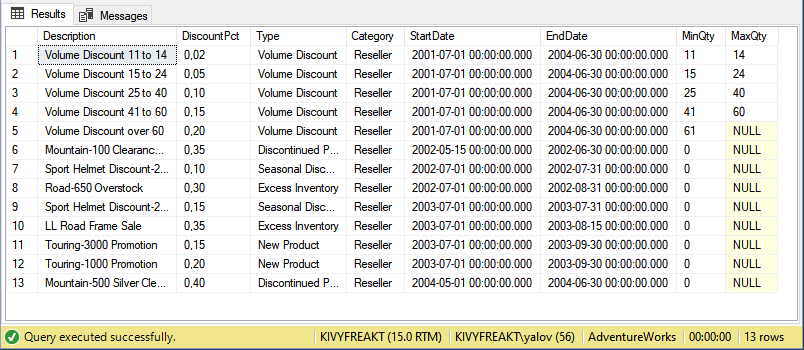 Results Messages
Description DiscountPct Type Category StartDate EndDate MinQty MaxQty
1 Volume Discount 11 to 14 0,02 Volume Discount Reseller 2001-07-01 00:00:00.000 2004-06-30 00:00:00.000 11 14
2 Volume Discount 15 to 24 0,05 Volume Discount Reseller 2001-07-01 00:00:00.000 2004-06-30 00:00:00.000 15 24
3 Volume Discount 25 to 40 0,10 Volume Discount Reseller 2001-07-01 00:00:00.000 2004-06-30 00:00:00.000 25 40
4 Volume Discount 41 to 60 0,15 Volume Discount Reseller 2001-07-01 00:00:00.000 2004-06-30 00:00:00.000 41 60
5 Volume Discount over 60 0,20 Volume Discount Reseller 2001-07-01 00:00:00.000 2004-06-30 00:00:00.000 61 NULL
6 Mountain-100 Clearanc... 0,35 Discontinued P... Reseller 2002-05-15 00:00:00.000 2002-06-30 00:00:00.000 0 NULL
7 Sport Helmet Discount-2... 0,10 Seasonal Disc... Reseller 2002-07-01 00:00:00.000 2002-07-31 00:00:00.000 0 NULL
8 Road-650 Overstock 0,30 Excess Inventory Reseller 2002-07-01 00:00:00.000 2002-08-31 00:00:00.000 0 NULL
9 Sport Helmet Discount-2... 0,15 Seasonal Disc... Reseller 2003-07-01 00:00:00.000 2003-07-31 00:00:00.000 0 NULL
10 LL Road Frame Sale 0,35 Excess Inventory Reseller 2003-07-01 00:00:00.000 2003-08-15 00:00:00.000 0 NULL
11 Touring-3000 Promotion 0,15 New Product Reseller 2003-07-01 00:00:00.000 2003-09-30 00:00:00.000 0 NULL
12 Touring-1000 Promotion 0,20 New Product Reseller 2003-07-01 00:00:00.000 2003-09-30 00:00:00.000 0 NULL
13 Mountain-500 Silver Cle... 0,40 Discontinued P... Reseller 2004-05-01 00:00:00.000 2004-06-30 00:00:00.000 0 NULL
Query executed successfully. KIVYFREAKT (15.0 RTM) KIVYFREAKT\yalov (56) AdventureWorks 00:00:00 13 rows